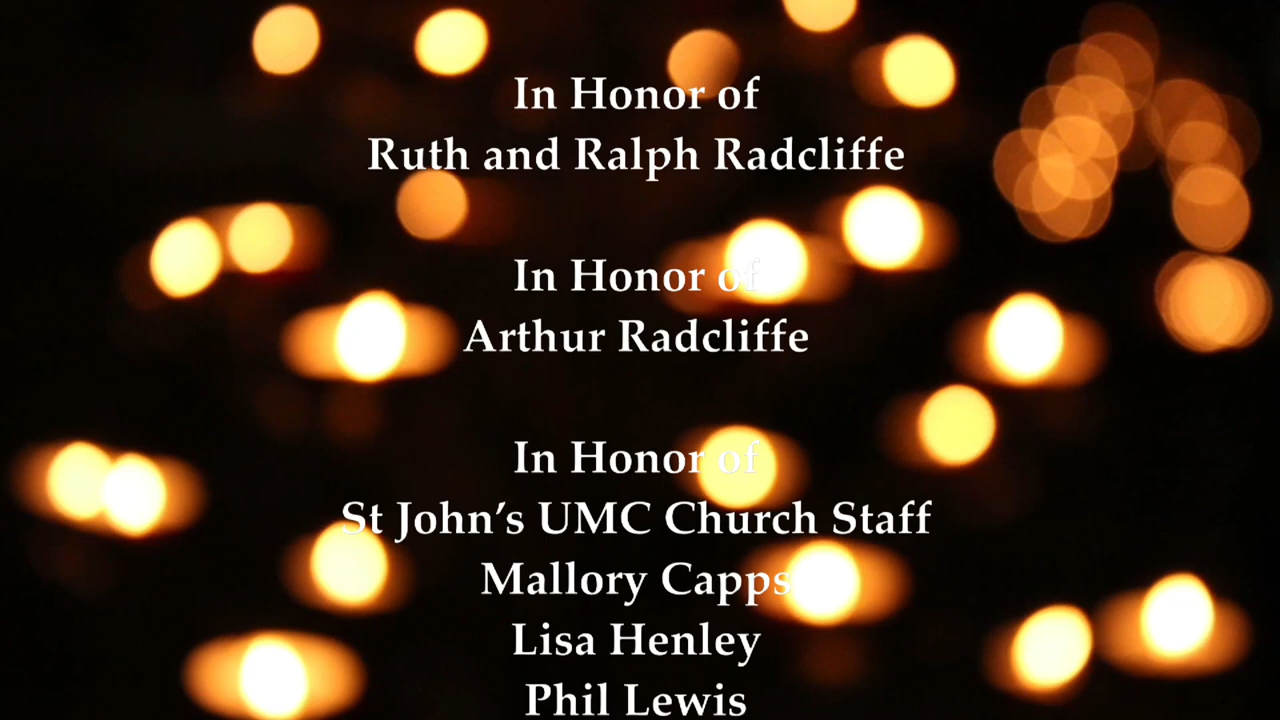 In Honor of
Ruth and Ralph Radcliffe
In Honor of
Arthur Radcliffe
In Honor of
St John’s UMC Church Staff
Mallory Capps
Lisa Henley
Phil Lewis